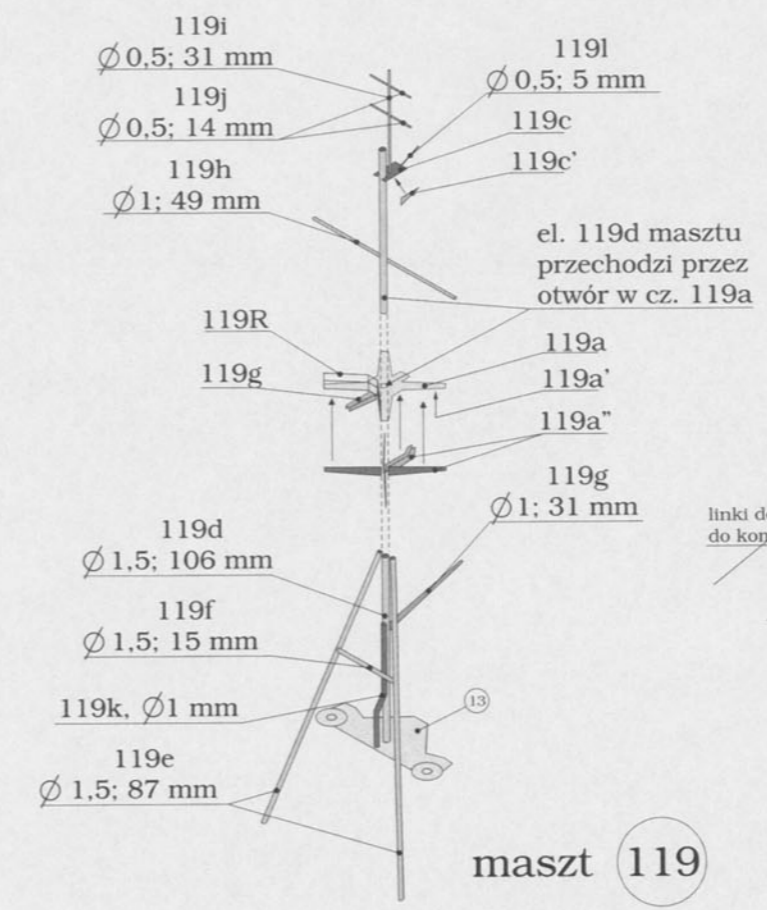 119i
Ø 0,5; 31 mm
119j
Ø 0,5; 14 mm
119h
Ø 1; 49 mm
119l
Ø 0,5; 5 mm
119c
119c’
el. 119d masztu
przechodzi przez
otwór w cz. 119a
119R
119g
119a
119a’
119a”
119g
Ø 1; 31 mm
linki
do
119d
Ø 1,5; 106 mm
119f
Ø 1,5; 15 mm
119k, Ø1 mm
13
119e
Ø 1,5; 87 mm
maszt 119